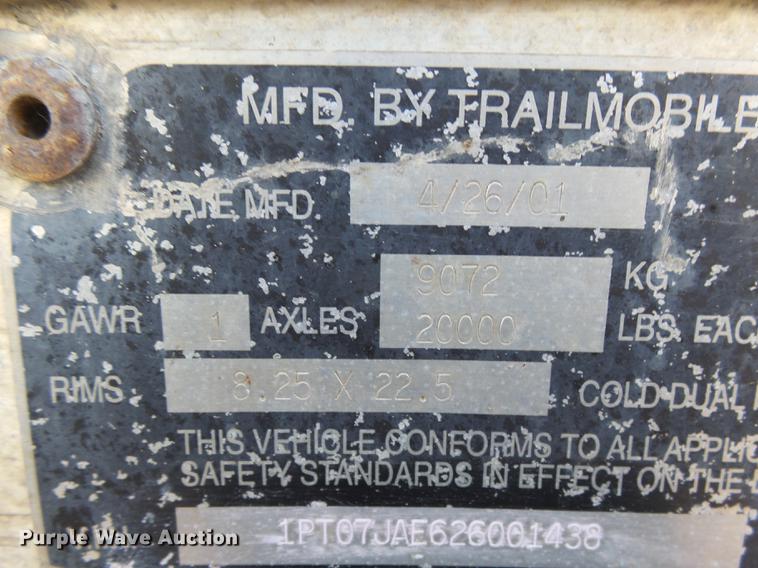 MFD. BY TRAILMOBILE
DATE MFD. 4/26/01
9072 KG
GAWR 1 AXLES 20000 LBS. EAC
RIMS 8.25 X 22.5 COLD DUAL
THIS VEHICLE CONFORMS TO ALL APPLIC
SAFETY STANDARDS IN EFFECT ON THE D
1PT07JAE626001438
Purple Wave Auction